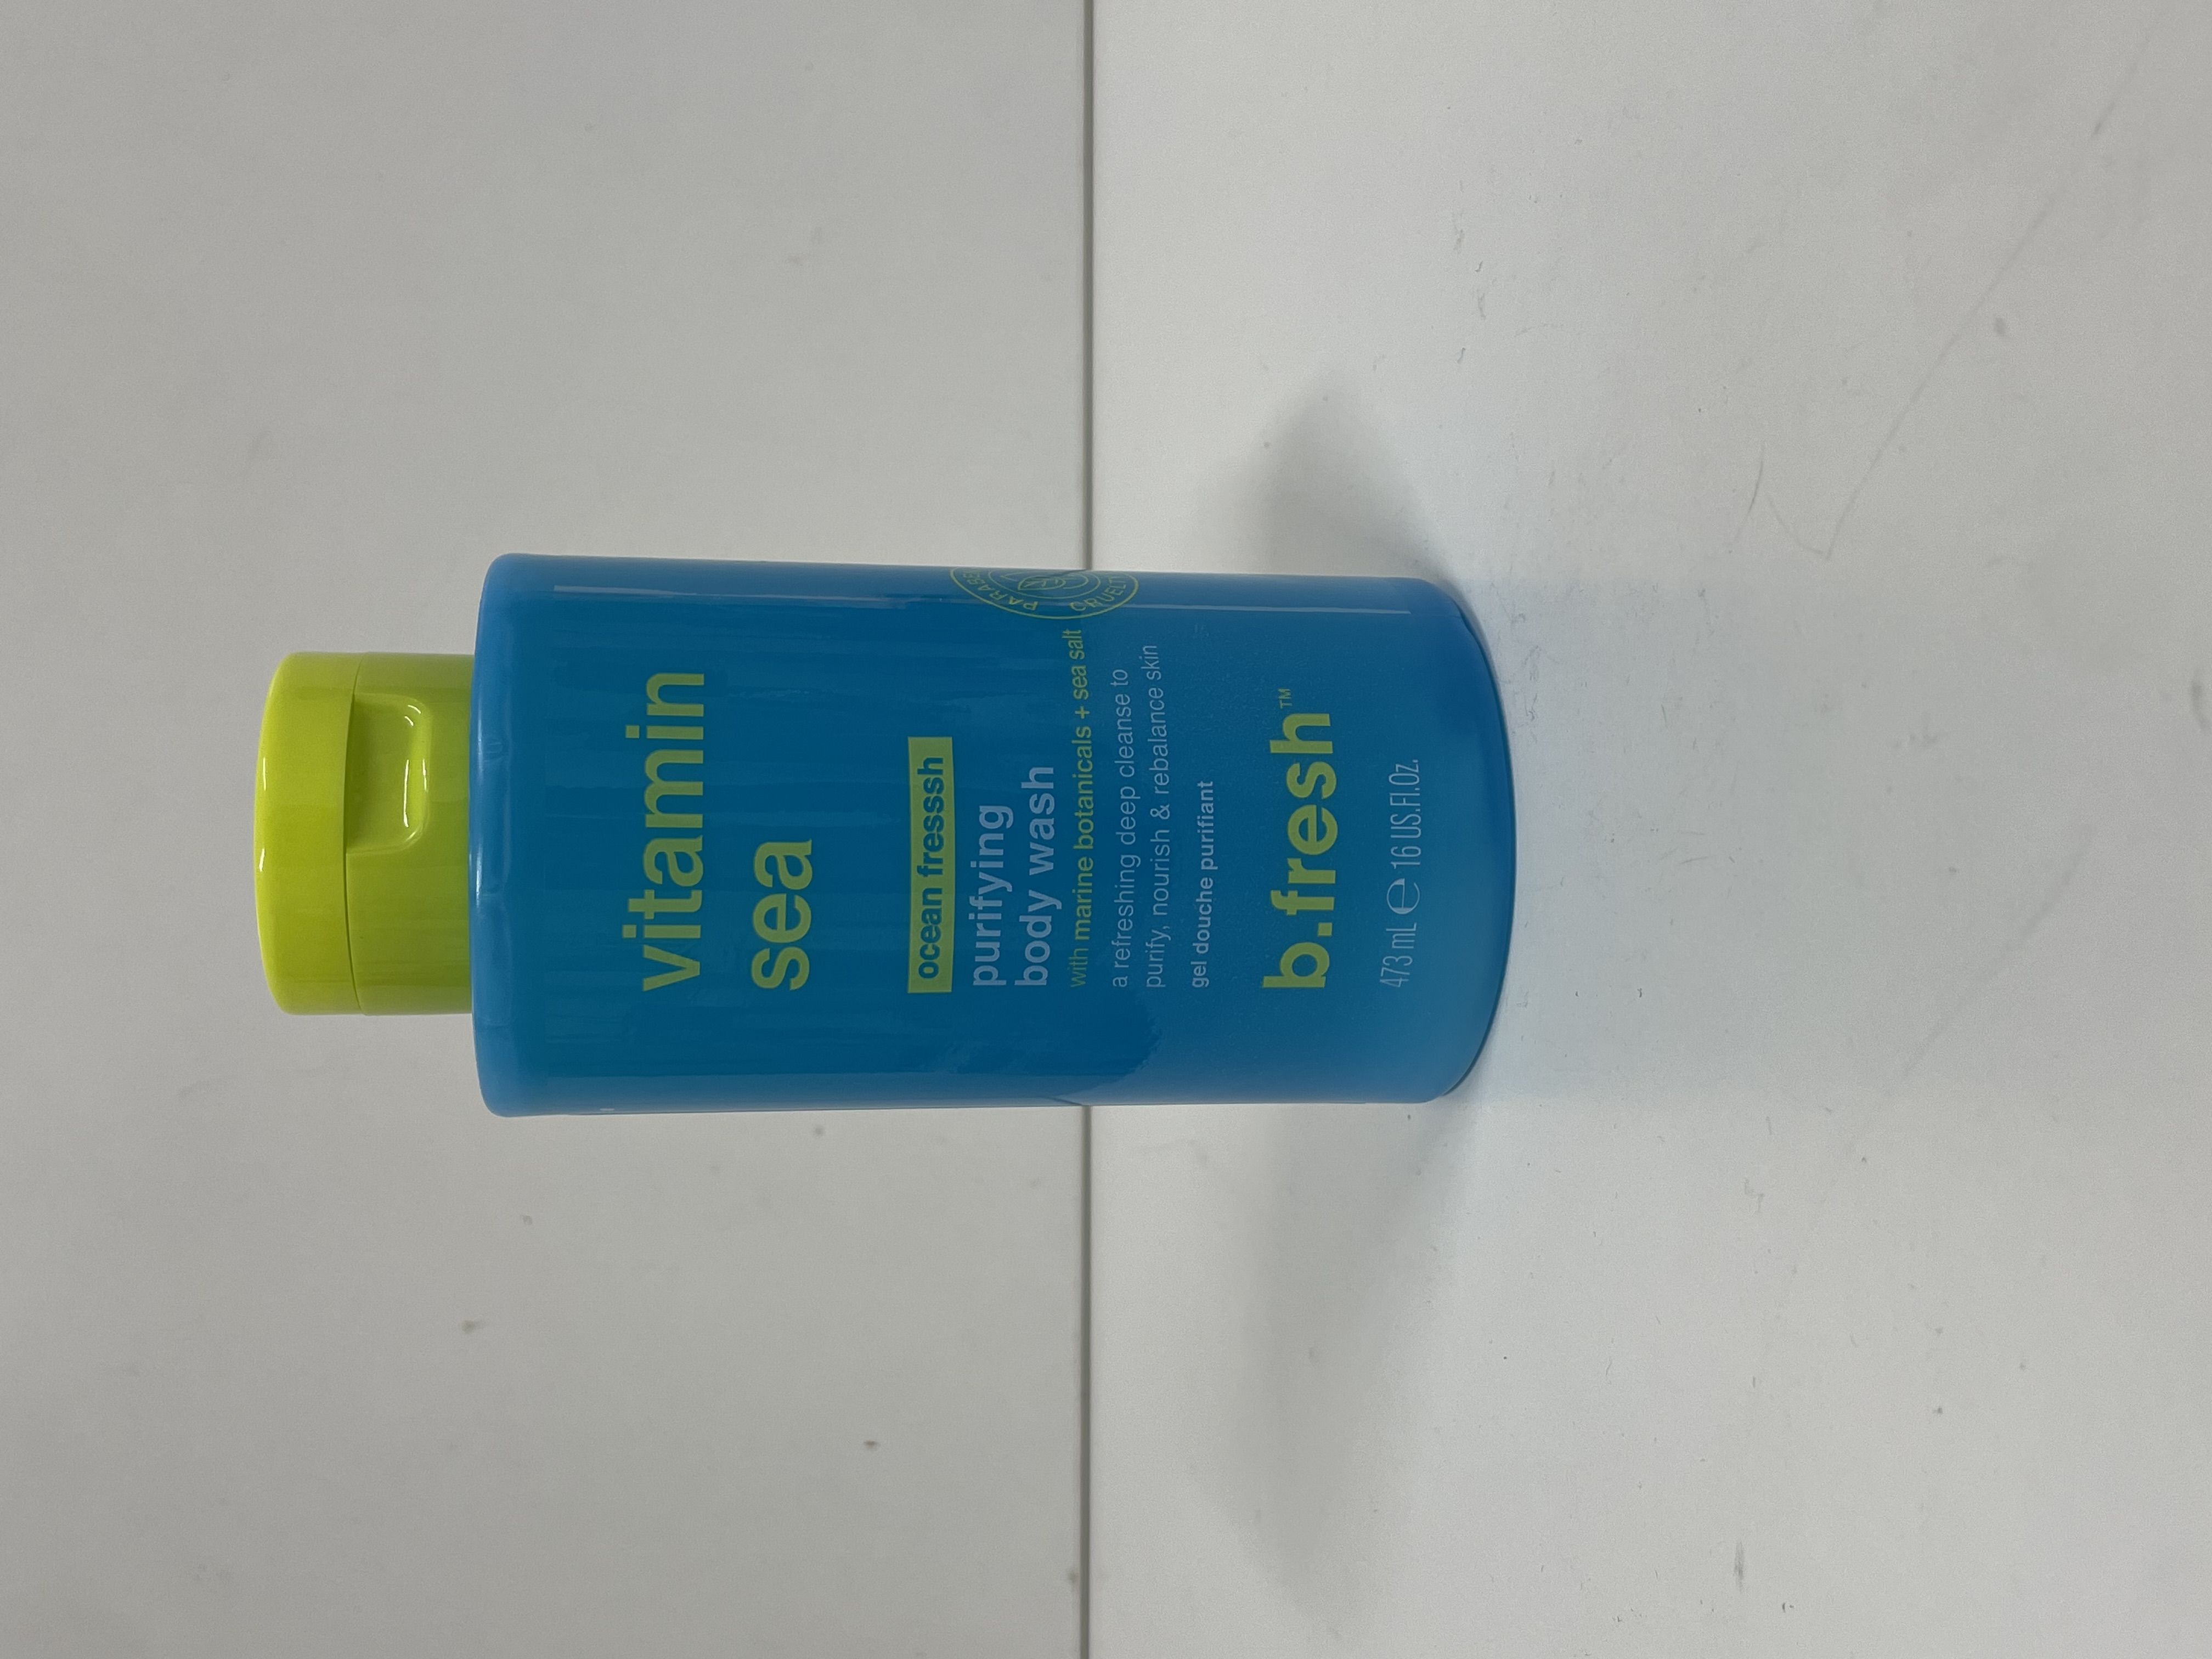 vitamin
sea
ocean fresssh
purifying
body wash
with marine botanicals + sea salt
a refreshing deep cleanse to
purify, nourish & rebalance skin
gel douche purifiant
b.fresh™
473 mL ℮ 16 US.Fl.Oz.